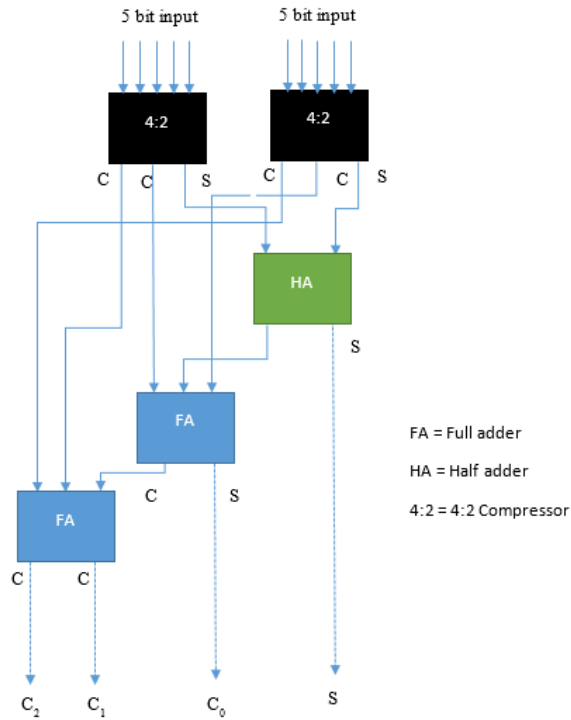 5 bit input 5 bit input
4:2 4:2
C C S C S
HA
S
FA
FA = Full adder
HA = Half adder
C S
4:2 = 4:2 Compressor
FA
C C
C₂ C₁ C₀ S